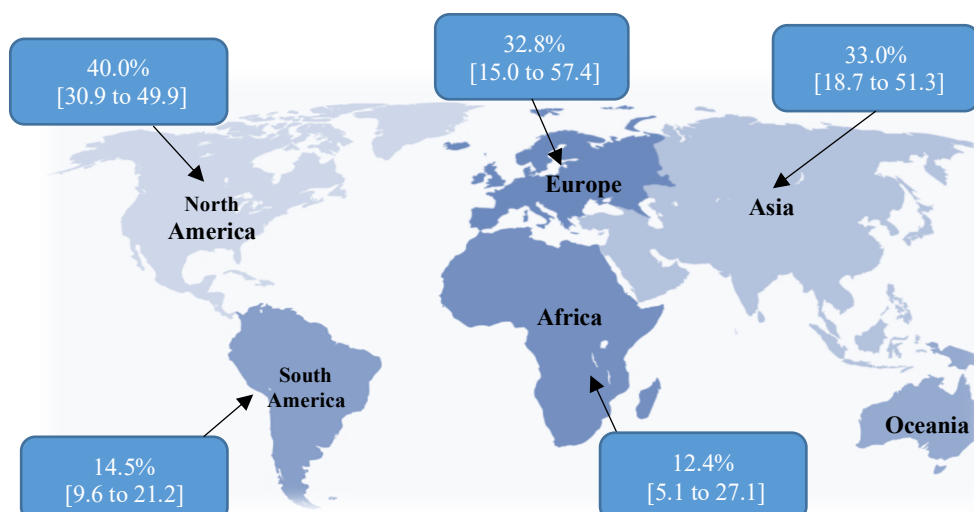 40.0%
[30.9 to 49.9]
32.8%
[15.0 to 57.4]
33.0%
[18.7 to 51.3]
North
America
Europe
Asia
Africa
South
America
Oceania
14.5%
[9.6 to 21.2]
12.4%
[5.1 to 27.1]